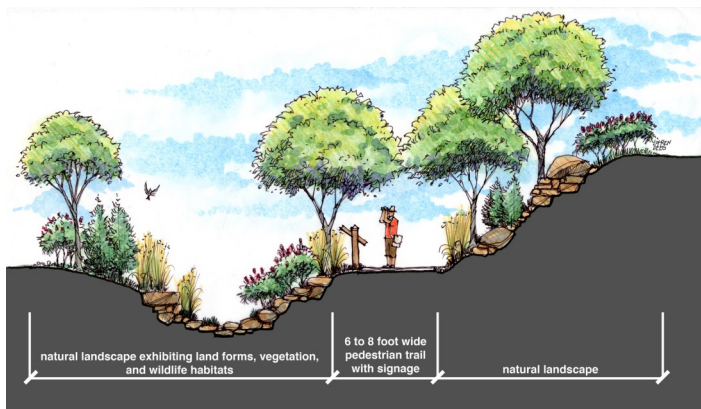 natural landscape exhibiting land forms, vegetation,
and wildlife habitats
6 to 8 foot wide
pedestrian trail
with signage
natural landscape